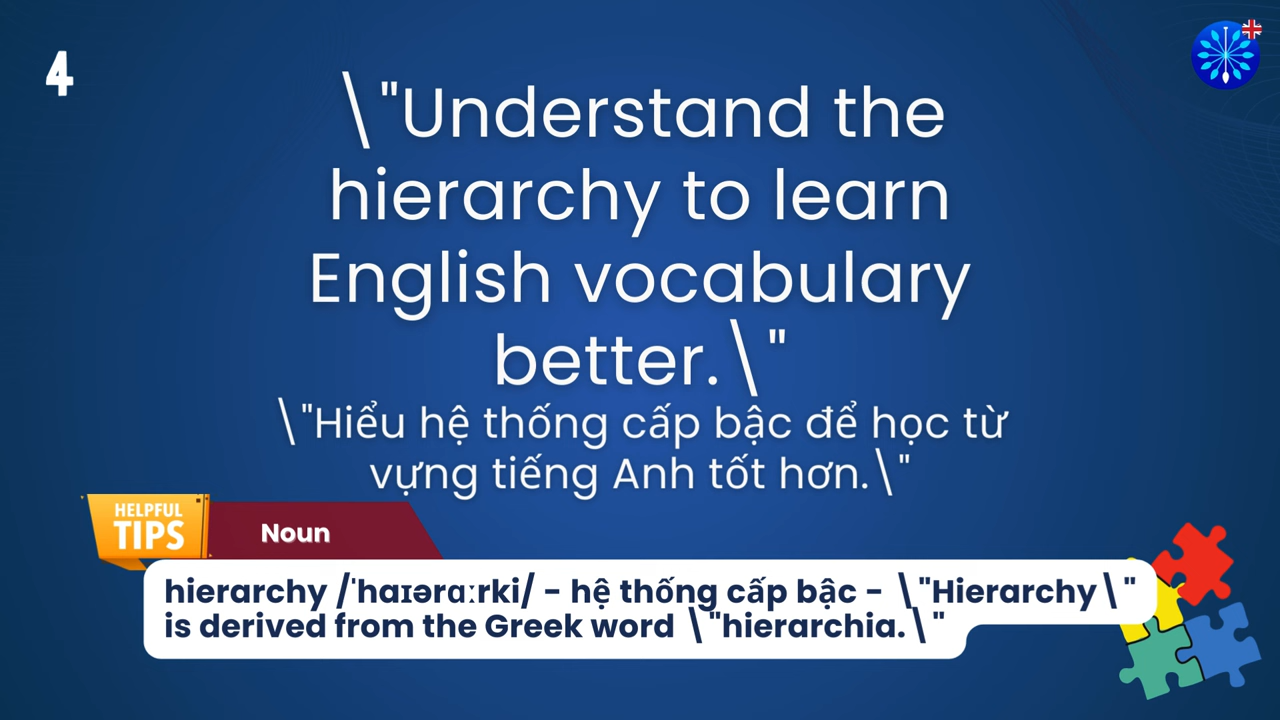 4
\"Understand the
hierarchy to learn
English vocabulary
better.\"
\"Hiểu hệ thống cấp bậc để học từ
vựng tiếng Anh tốt hơn.\"
HELPFUL
TIPS
Noun
hierarchy /ˈhaɪərɑːrki/ - hệ thống cấp bậc - \"Hierarchy\"
is derived from the Greek word \"hierarchia.\"